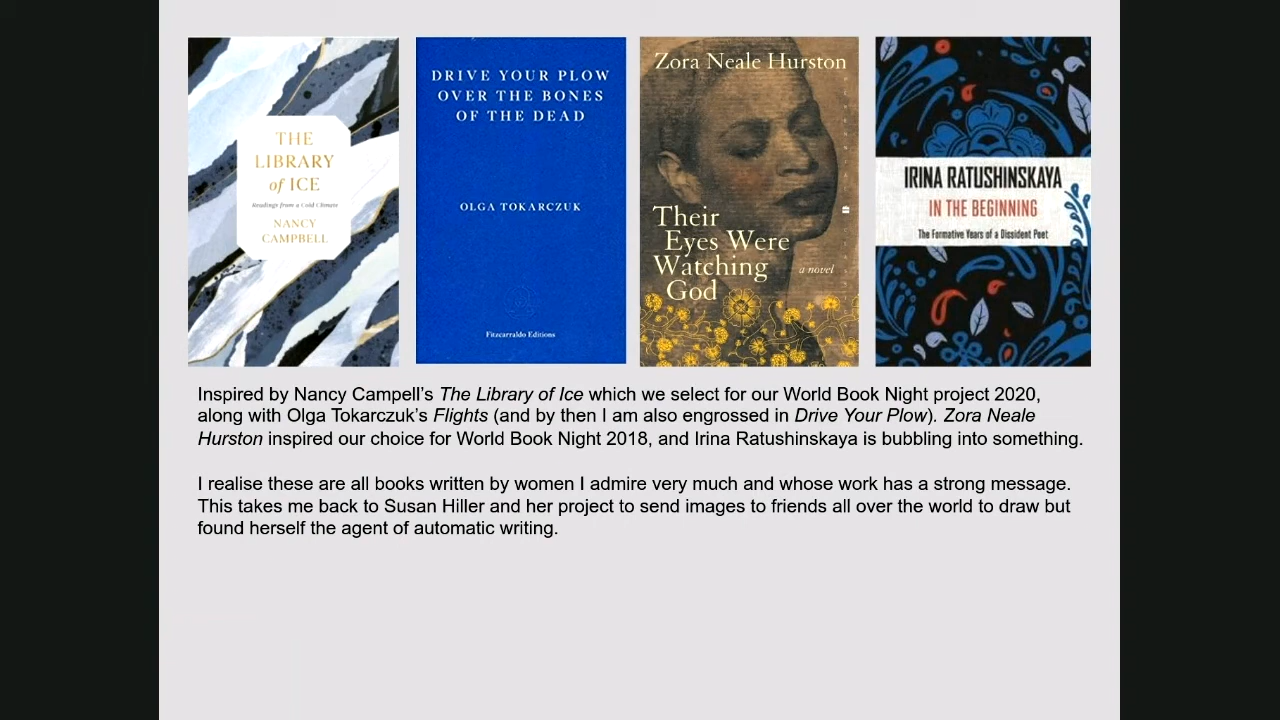 THE
LIBRARY
of ICE
Readings from a Cold Climate
NANCY
CAMPBELL
DRIVE YOUR PLOW
OVER THE BONES
OF THE DEAD
OLGA TOKARCZUK
Fitzcarraldo Editions
Zora Neale Hurston
Their
Eyes Were
Watching
God
a novel
IRINA RATUSHINSKAYA
IN THE BEGINNING
The Formative Years of a Dissident Poet
Inspired by Nancy Campell’s The Library of Ice which we select for our World Book Night project 2020,
along with Olga Tokarczuk’s Flights (and by then I am also engrossed in Drive Your Plow). Zora Neale
Hurston inspired our choice for World Book Night 2018, and Irina Ratushinskaya is bubbling into something.
I realise these are all books written by women I admire very much and whose work has a strong message.
This takes me back to Susan Hiller and her project to send images to friends all over the world to draw but
found herself the agent of automatic writing.